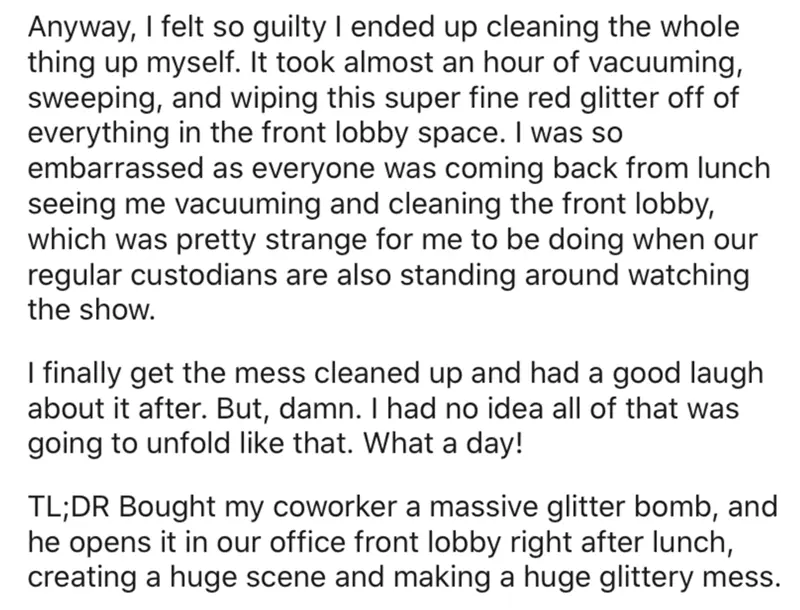 Anyway, I felt so guilty I ended up cleaning the whole
thing up myself. It took almost an hour of vacuuming,
sweeping, and wiping this super fine red glitter off of
everything in the front lobby space. I was so
embarrassed as everyone was coming back from lunch
seeing me vacuuming and cleaning the front lobby,
which was pretty strange for me to be doing when our
regular custodians are also standing around watching
the show.
I finally get the mess cleaned up and had a good laugh
about it after. But, damn. I had no idea all of that was
going to unfold like that. What a day!
TL;DR Bought my coworker a massive glitter bomb, and
he opens it in our office front lobby right after lunch,
creating a huge scene and making a huge glittery mess.